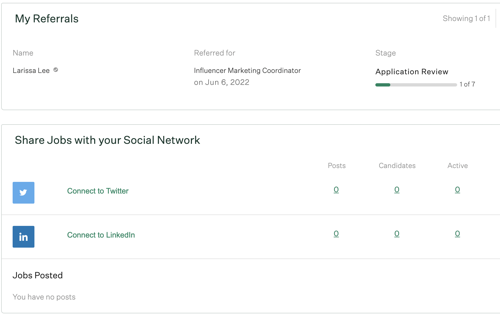 My Referrals
Showing 1 of 1
Name
Referred for
Stage
Larissa Lee
Influencer Marketing Coordinator
on Jun 6, 2022
Application Review
1 of 7
Share Jobs with your Social Network
Posts
Candidates
Active
Connect to Twitter
0
0
0
in
Connect to LinkedIn
0
0
0
Jobs Posted
You have no posts